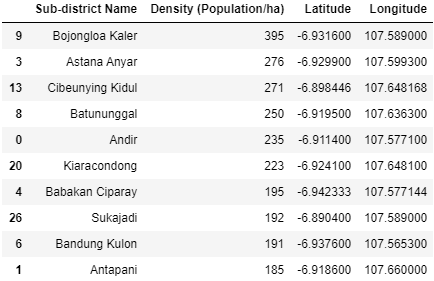 Sub-district Name Density (Population/ha) Latitude Longitude
9 Bojongloa Kaler 395 -6.931600 107.589000
3 Astana Anyar 276 -6.929900 107.599300
13 Cibeunying Kidul 271 -6.898446 107.648168
8 Batununggal 250 -6.919500 107.636300
0 Andir 235 -6.911400 107.577100
20 Kiaracondong 223 -6.924100 107.648100
4 Babakan Ciparay 195 -6.942333 107.577144
26 Sukajadi 192 -6.890400 107.589000
6 Bandung Kulon 191 -6.937600 107.565300
1 Antapani 185 -6.918600 107.660000